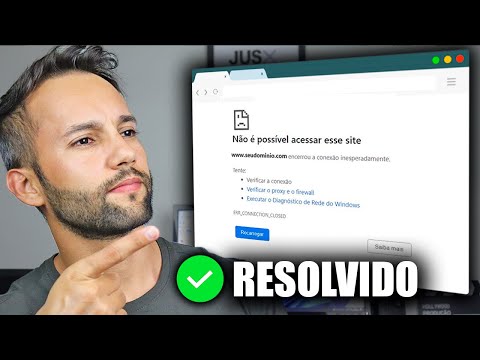 JUS
Não é possível acessar esse site
www.seudominio.com encerrou a conexão inesperadamente.
Tente:
• Verificar a conexão
• Verificar o proxy e o firewall
• Executar o Diagnóstico de Rede do Windows
ERR_CONNECTION_CLOSED
Recarregar
Saiba mais
RESOLVIDO